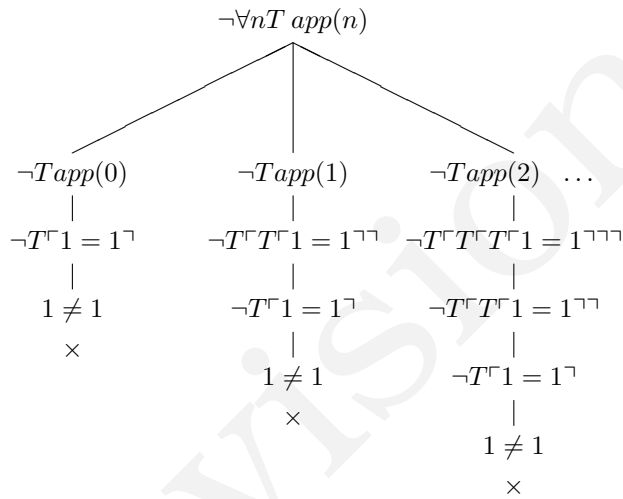 ¬∀nT app(n)
¬Tapp(0) ¬Tapp(1) ¬Tapp(2) ...
¬T⌜1 = 1⌝ ¬T⌜T⌜1 = 1⌝⌝ ¬T⌜T⌜T⌜1 = 1⌝⌝⌝
1 ≠ 1 ¬T⌜1 = 1⌝ ¬T⌜T⌜1 = 1⌝⌝
×
1 ≠ 1 ¬T⌜1 = 1⌝
×
1 ≠ 1
×